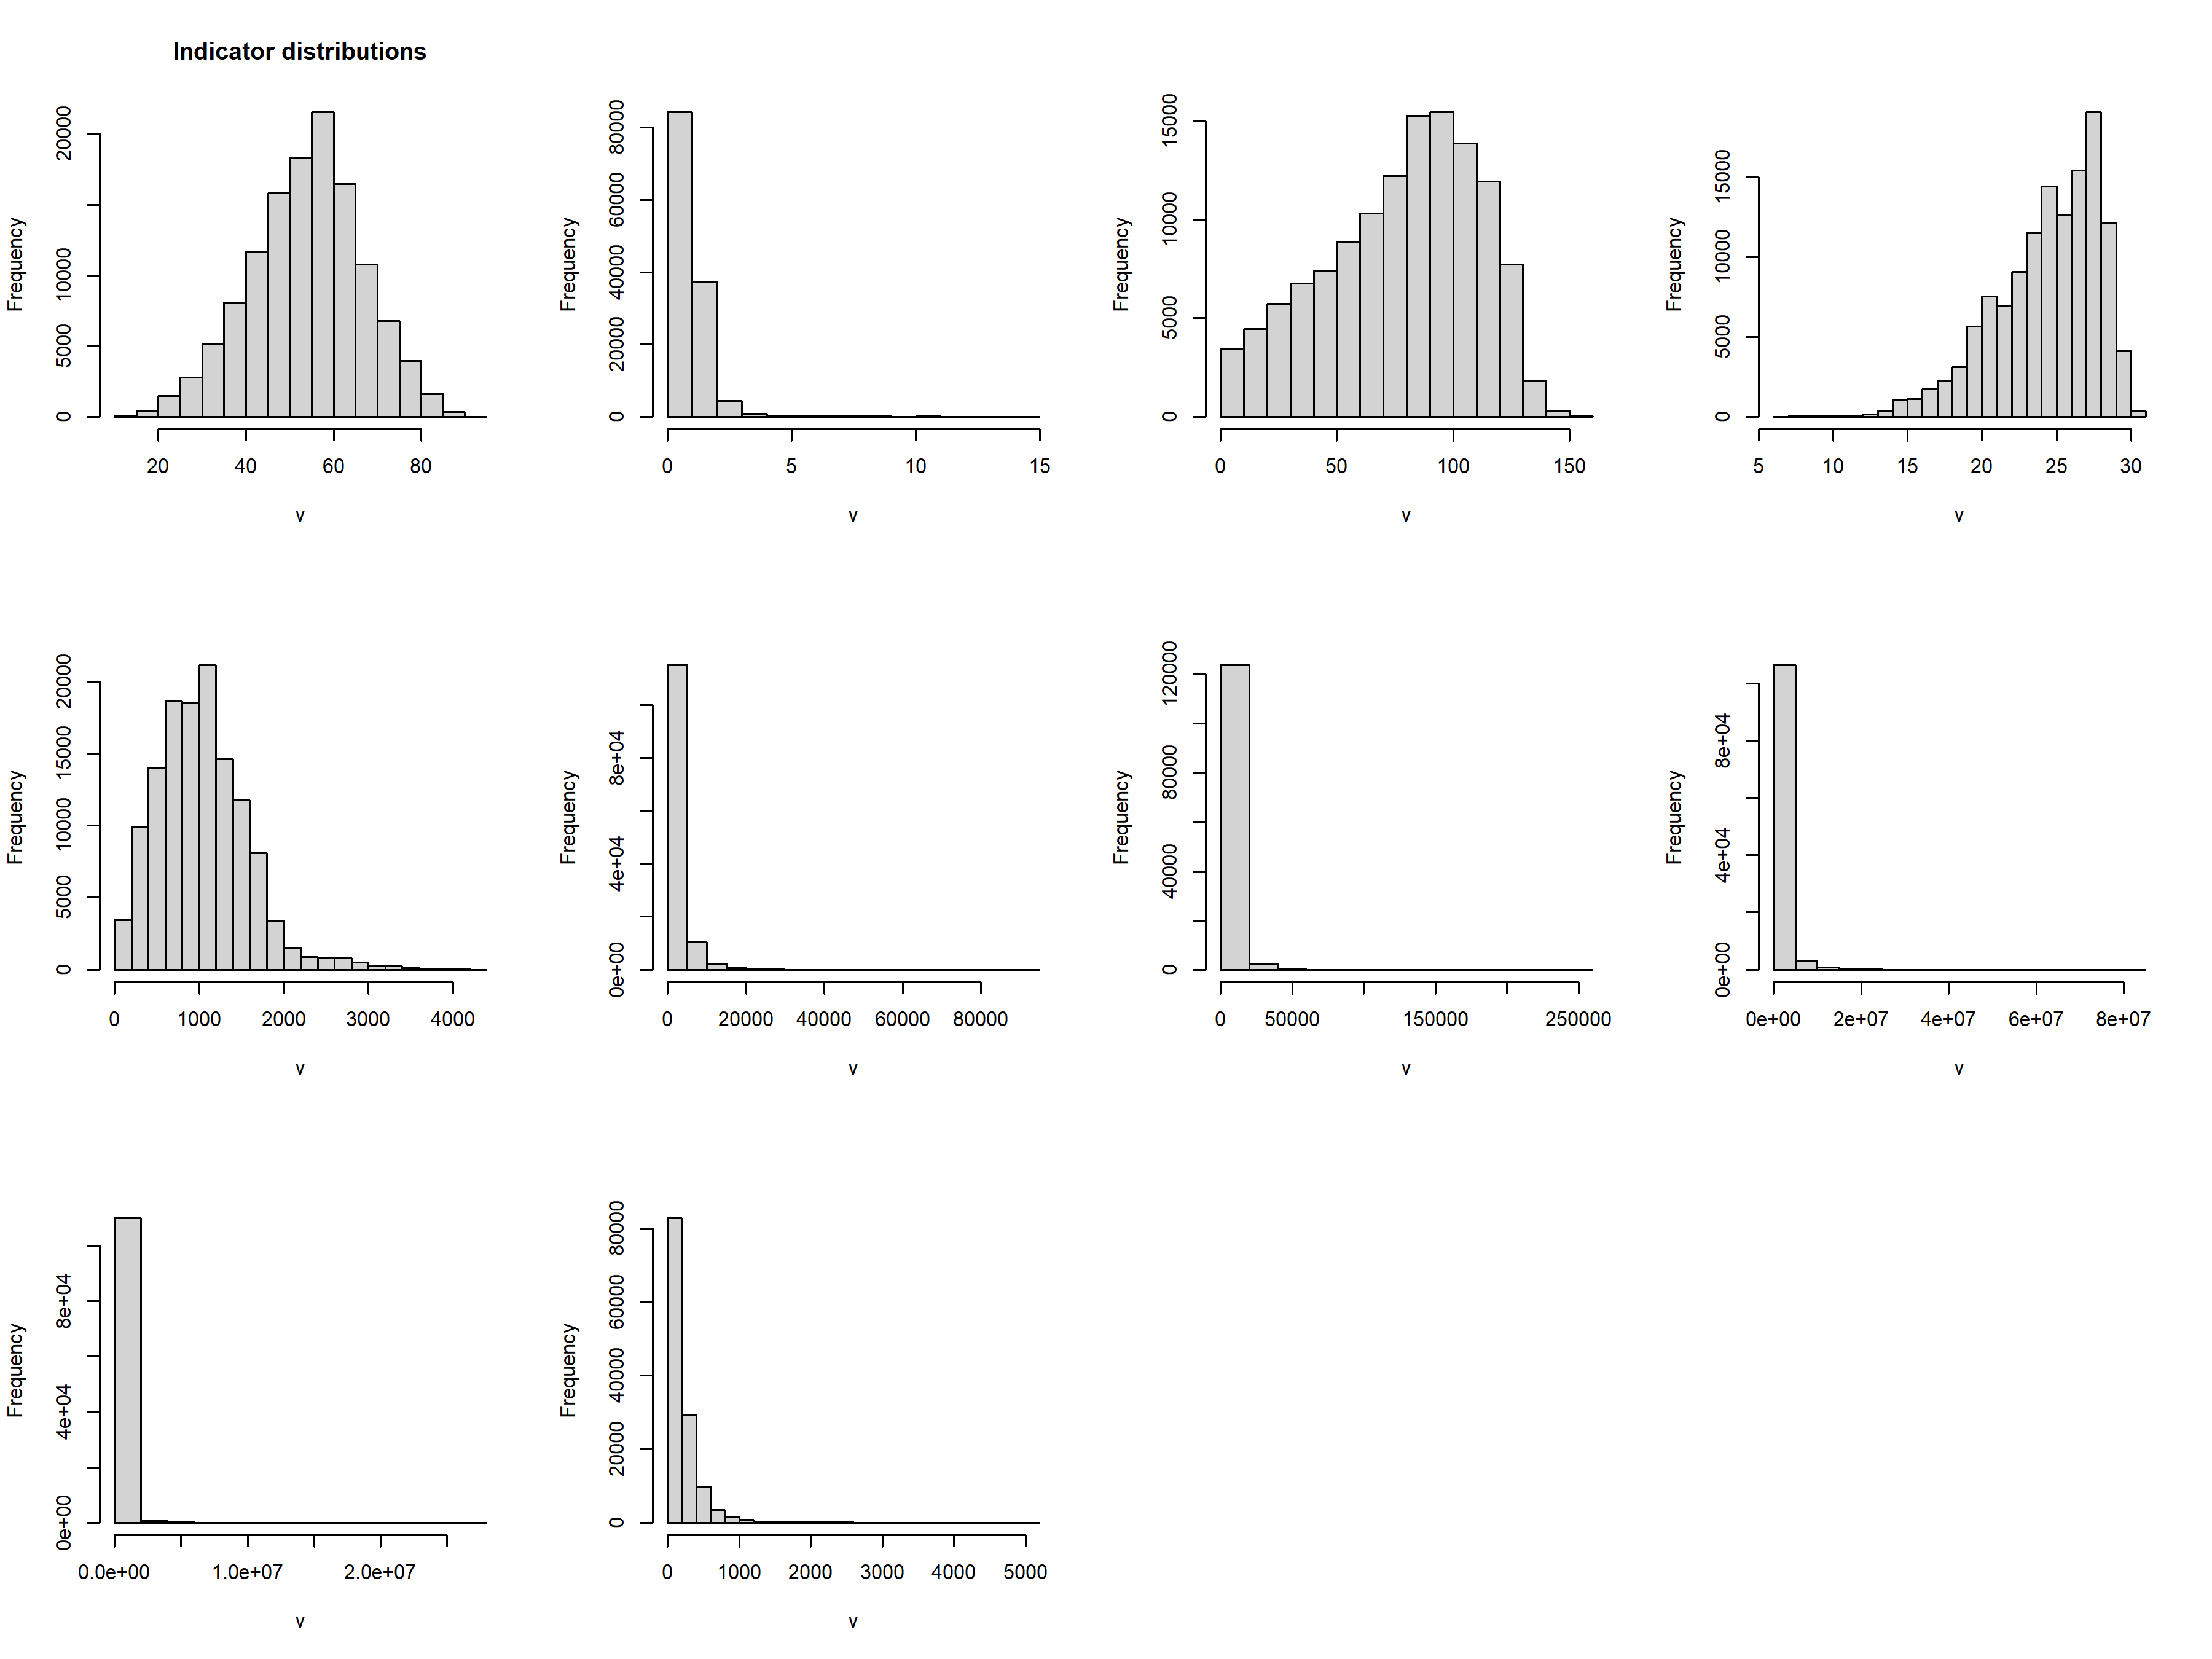 Indicator distributions
Frequency
0 5000 10000 20000
20 40 60 80
v
Frequency
0 20000 40000 60000 80000
0 5 10 15
v
Frequency
0 5000 10000 15000
0 50 100 150
v
Frequency
0 5000 10000 15000
5 10 15 20 25 30
v
Frequency
0 5000 10000 15000 20000
0 1000 2000 3000 4000
v
Frequency
0e+00 4e+04 8e+04
0 20000 40000 60000 80000
v
Frequency
0 40000 80000 120000
0 50000 150000 250000
v
Frequency
0e+00 4e+04 8e+04
0e+00 2e+07 4e+07 6e+07 8e+07
v
Frequency
0e+00 4e+04 8e+04
0.0e+00 1.0e+07 2.0e+07
v
Frequency
0 20000 40000 60000 80000
0 1000 2000 3000 4000 5000
v